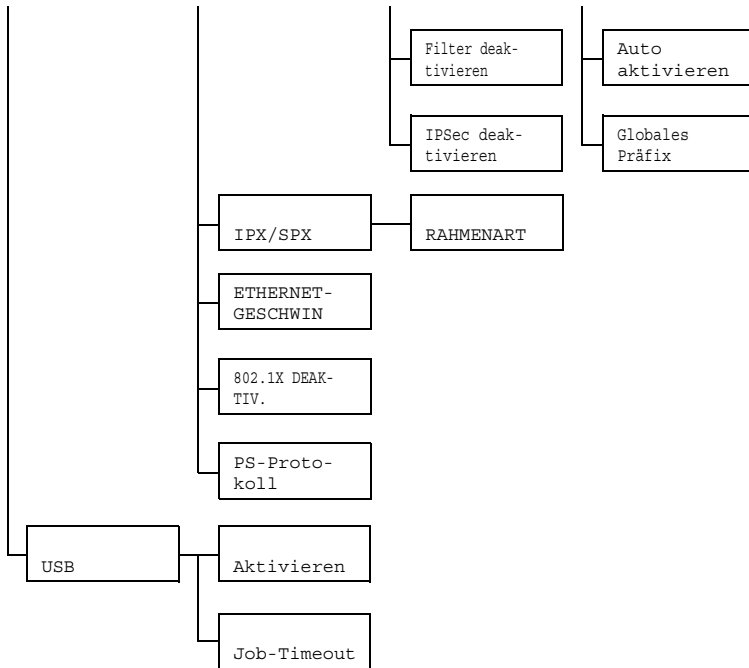 Filter deak-
tivieren
Auto
aktivieren
IPSec deak-
tivieren
Globales
Präfix
IPX/SPX
RAHMENART
ETHERNET-
GESCHWIN
802.1X DEAK-
TIV.
PS-Proto-
koll
USB
Aktivieren
Job-Timeout